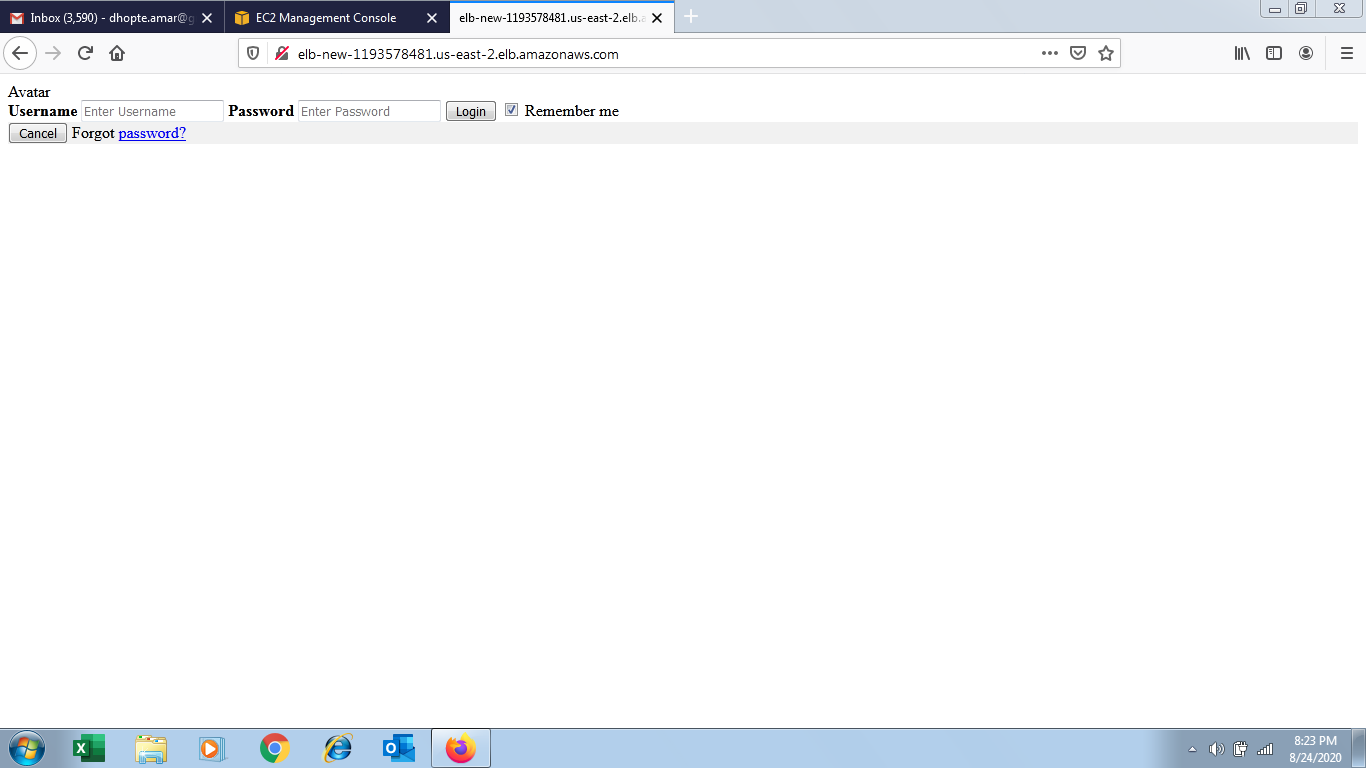 Inbox (3,590) - dhopte.amar@g
EC2 Management Console
elb-new-1193578481.us-east-2.elb.a
elb-new-1193578481.us-east-2.elb.amazonaws.com
Avatar
Username Enter Username Password Enter Password Login Remember me
Cancel Forgot password?
8:23 PM
8/24/2020